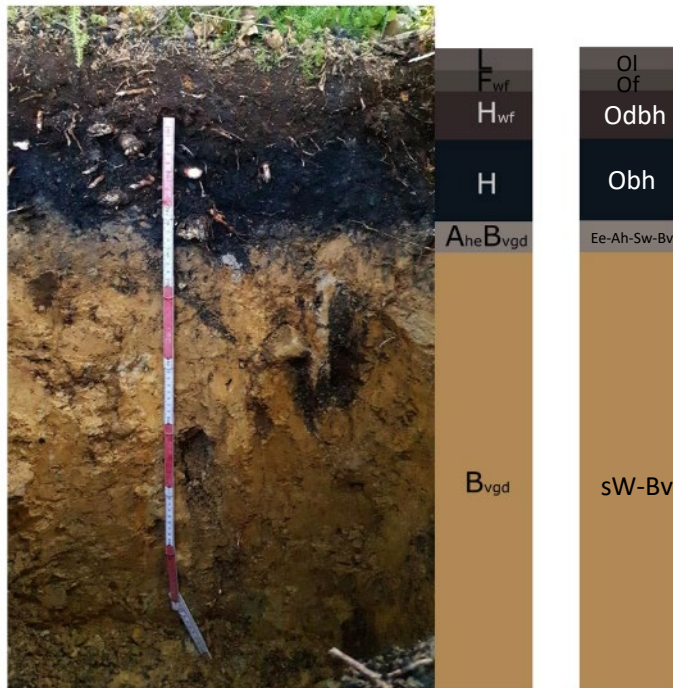 L
Fwf
Hwf
H
AheBvgd
Bvgd
Ol
Of
Odbh
Obh
Ee-Ah-Sw-Bv
sW-Bv